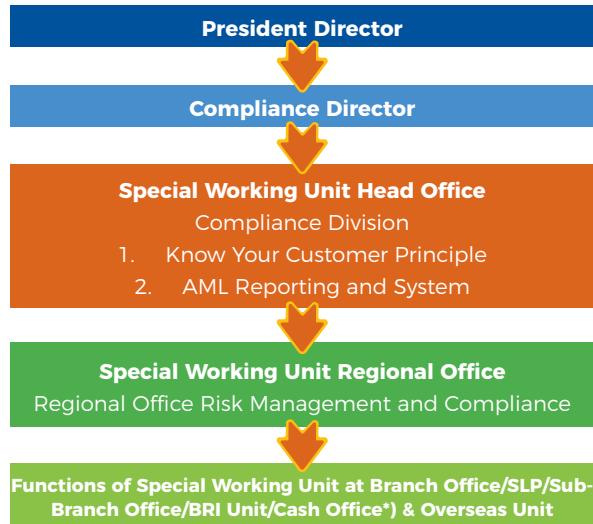 President Director
Compliance Director
Special Working Unit Head Office
Compliance Division
1. Know Your Customer Principle
2. AML Reporting and System
Special Working Unit Regional Office
Regional Office Risk Management and Compliance
Functions of Special Working Unit at Branch Office/SLP/Sub-
Branch Office/BRI Unit/Cash Office*) & Overseas Unit